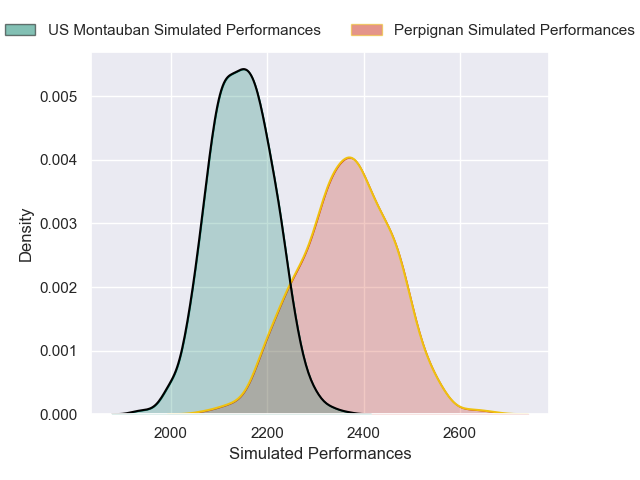 US Montauban Simulated Performances Perpignan Simulated Performances
0.005
0.004
0.003
0.002
0.001
0.000
Density
2000 2200 2400 2600
Simulated Performances